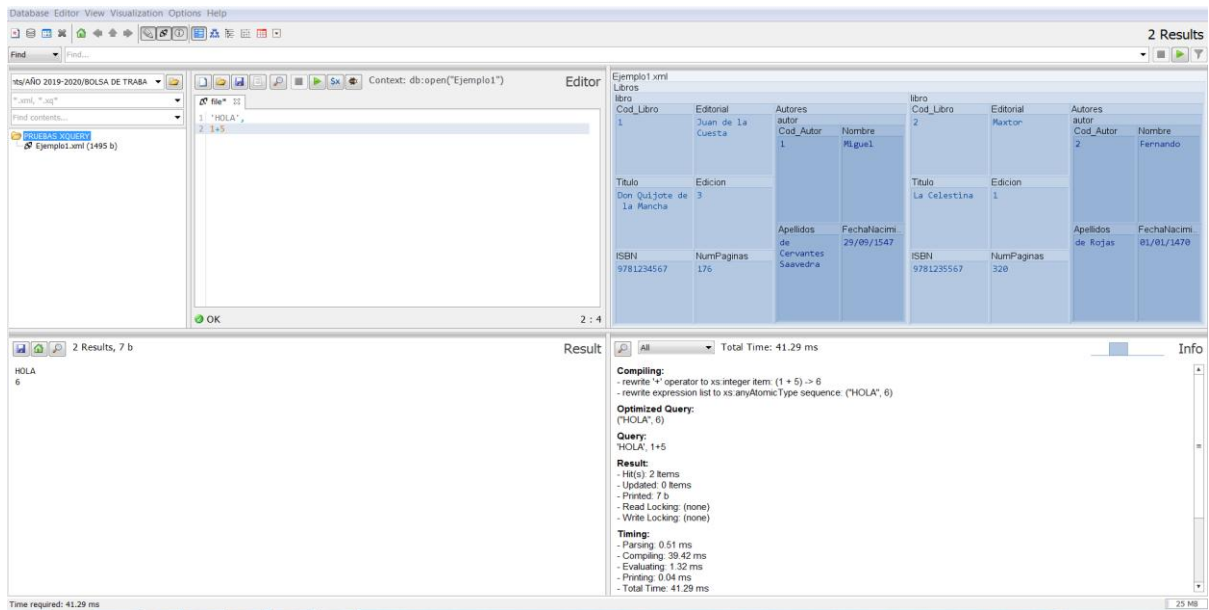 Database Editor View Visualization Options Help
2 Results
Find Find...
nts/AÑO 2019-2020/BOLSA DE TRABA
*.xml, *.xq*
Find contents...
PRUEBAS XQUERY
Ejemplo1.xml (1495 b)
Context: db:open("Ejemplo1") Editor
file*
1 'HOLA',
2 1+5
OK 2 : 4
Ejemplo1.xml
Libros
libro libro
Cod_Libro Editorial Autores Cod_Libro Editorial Autores
1 Juan de la Cuesta autor 2 Maxtor autor
Cod_Autor Nombre Cod_Autor Nombre
1 Miguel 2 Fernando
Titulo Edicion Titulo Edicion
Don Quijote de la Mancha 3 La Celestina 1
Apellidos FechaNacimi... Apellidos FechaNacimi...
de Cervantes Saavedra 29/09/1547 de Rojas 01/01/1470
ISBN NumPaginas ISBN NumPaginas
9781234567 176 9781235567 320
2 Results, 7 b Result
HOLA
6
All Total Time: 41.29 ms Info
Compiling:
- rewrite '+' operator to xs:integer item: (1 + 5) -> 6
- rewrite expression list to xs:anyAtomicType sequence: ("HOLA", 6)
Optimized Query:
("HOLA", 6)
Query:
'HOLA', 1+5
Result:
- Hit(s): 2 Items
- Updated: 0 Items
- Printed: 7 b
- Read Locking: (none)
- Write Locking: (none)
Timing:
- Parsing: 0.51 ms
- Compiling: 39.42 ms
- Evaluating: 1.32 ms
- Printing: 0.04 ms
- Total Time: 41.29 ms
Time required: 41.29 ms 25 MB